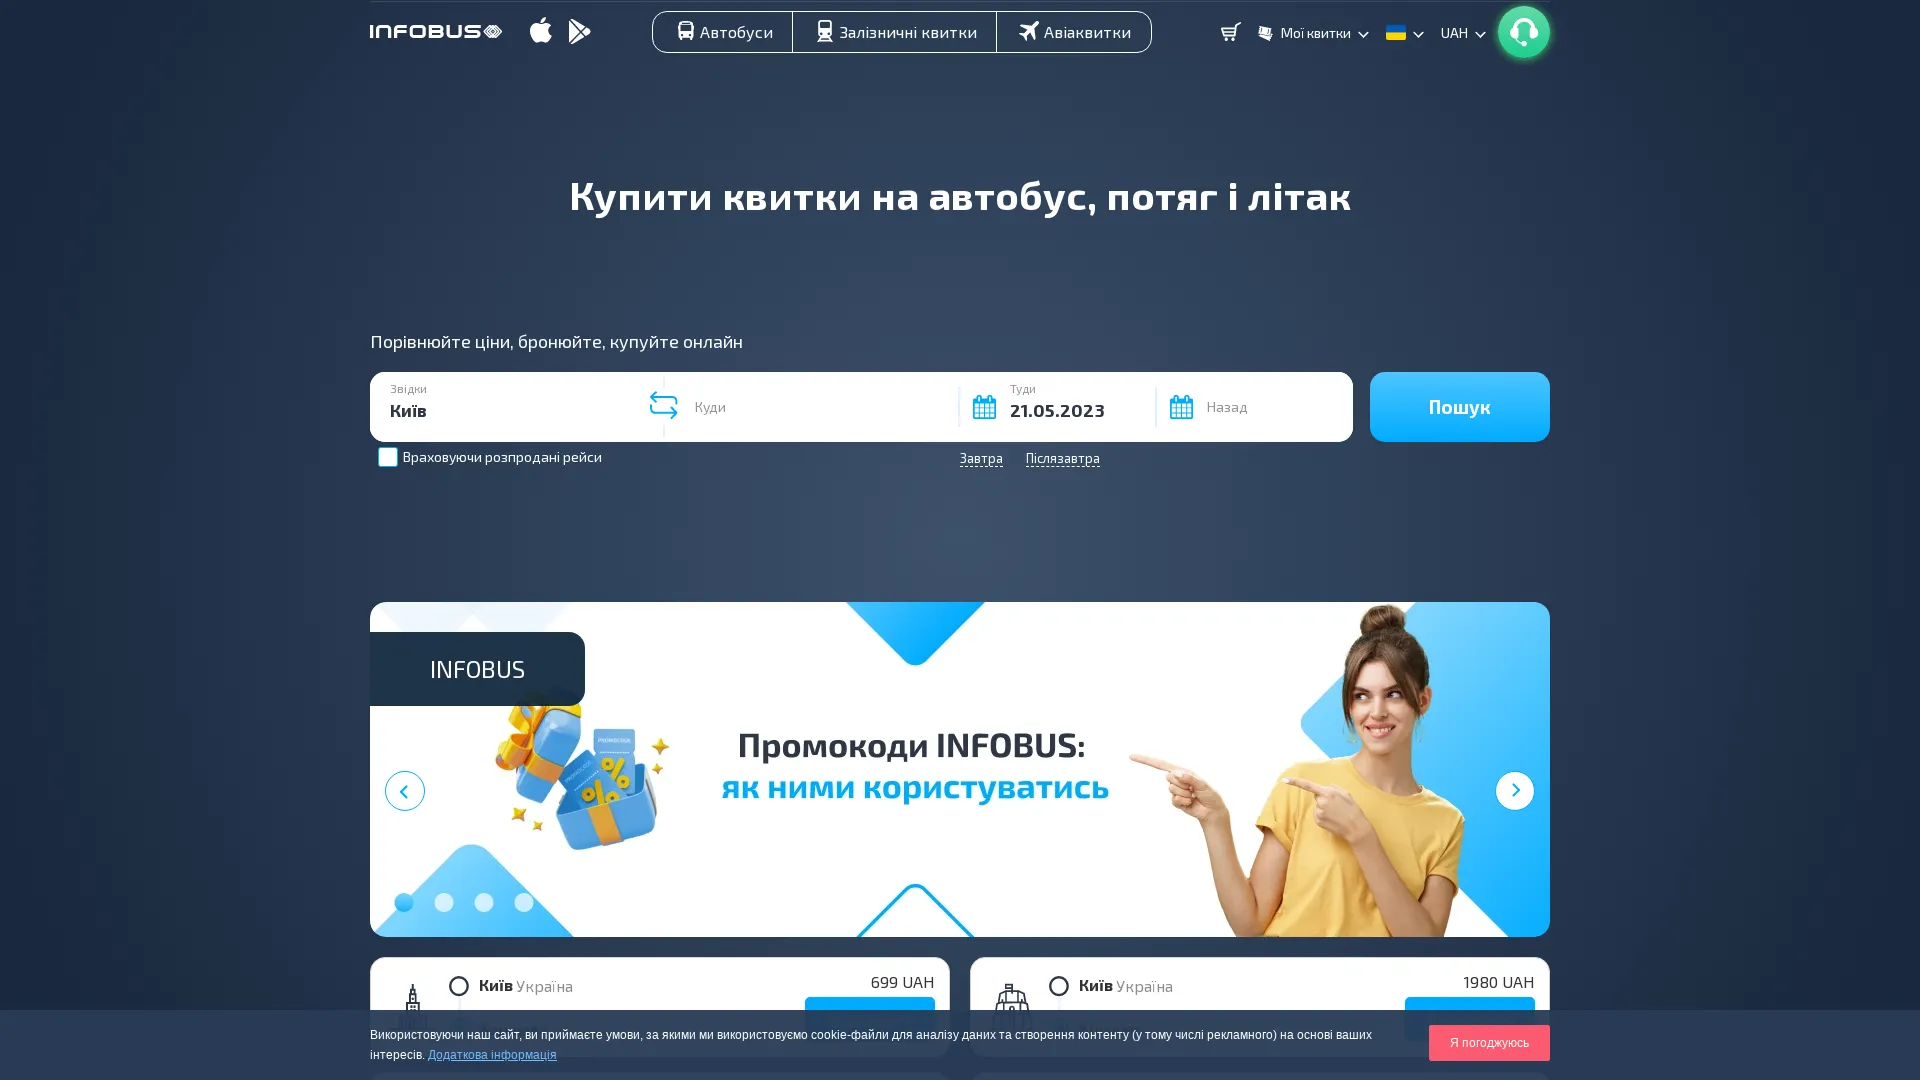 INFOBUS
Автобуси
Залізничні квитки
Авіаквитки
Мої квитки
UAH
Купити квитки на автобус, потяг і літак
Порівнюйте ціни, бронюйте, купуйте онлайн
Звідки
Київ
Куди
Туди
21.05.2023
Назад
Пошук
Враховуючи розпродані рейси
Завтра
Післязавтра
INFOBUS
Промокоди INFOBUS:
як ними користуватись
Київ Україна
699 UAH
Київ Україна
1980 UAH
Використовуючи наш сайт, ви приймаєте умови, за якими ми використовуємо cookie-файли для аналізу даних та створення контенту (у тому числі рекламного) на основі ваших
інтересів. Додаткова інформація
Я погоджуюсь